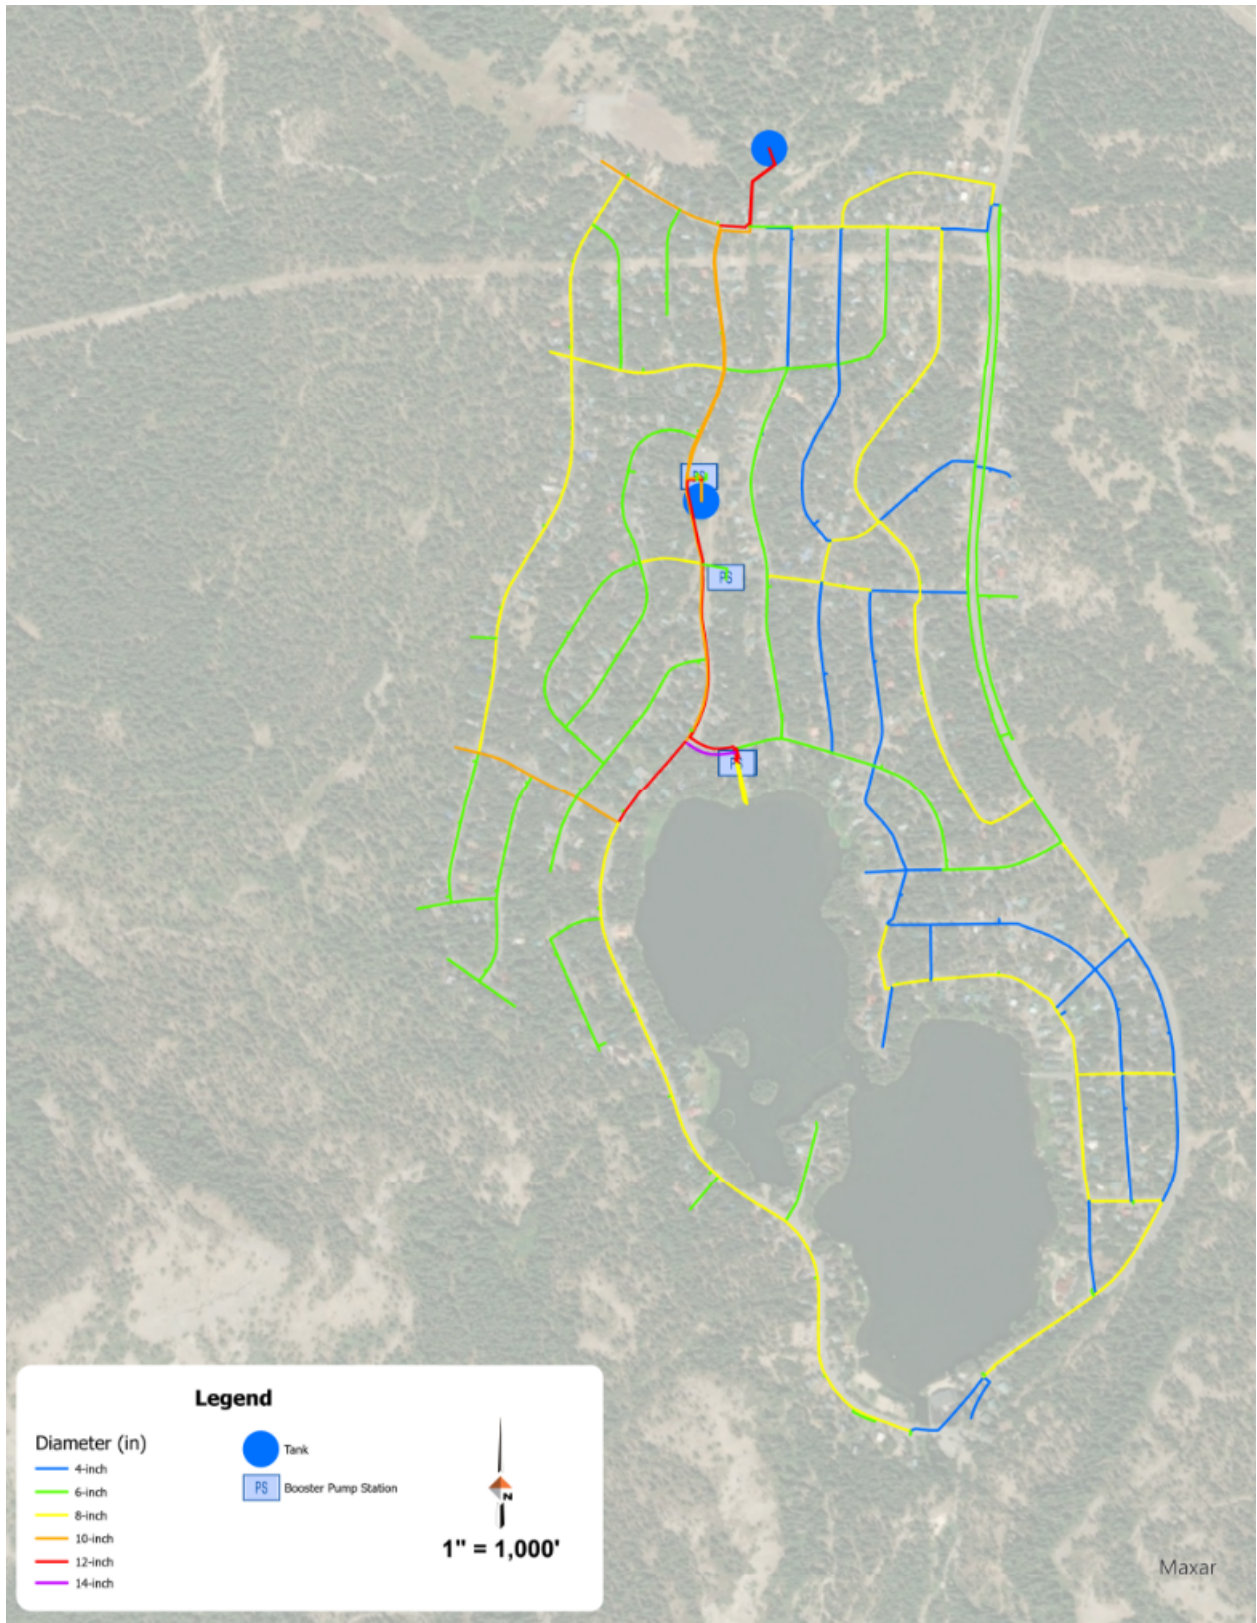 PS
PS
PS
Legend
Diameter (in)
4-inch
6-inch
8-inch
10-inch
12-inch
14-inch
Tank
PS Booster Pump Station
N
1" = 1,000'
Maxar